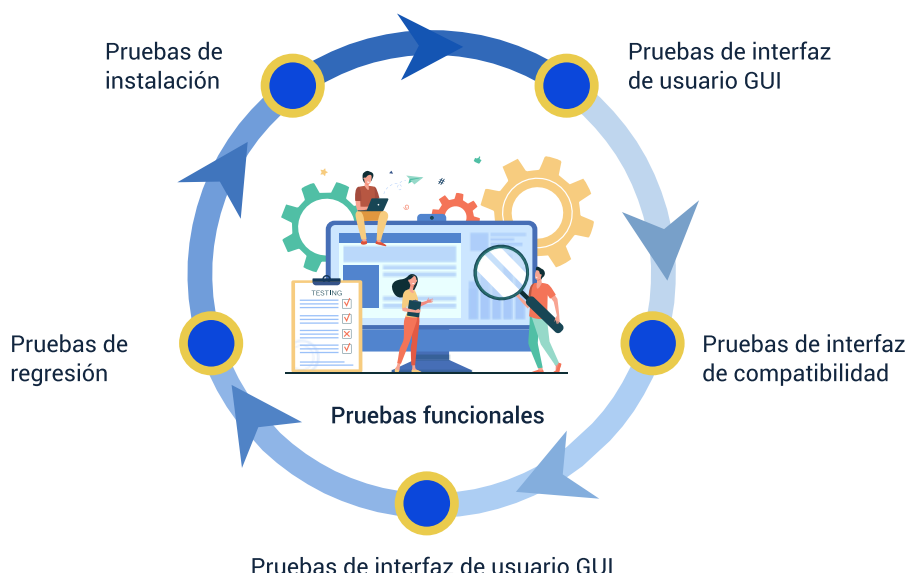 Pruebas de
instalación
Pruebas de interfaz
de usuario GUI
#
TESTING
Pruebas de
regresión
Pruebas de interfaz
de compatibilidad
Pruebas funcionales
Pruebas de interfaz de usuario GUI